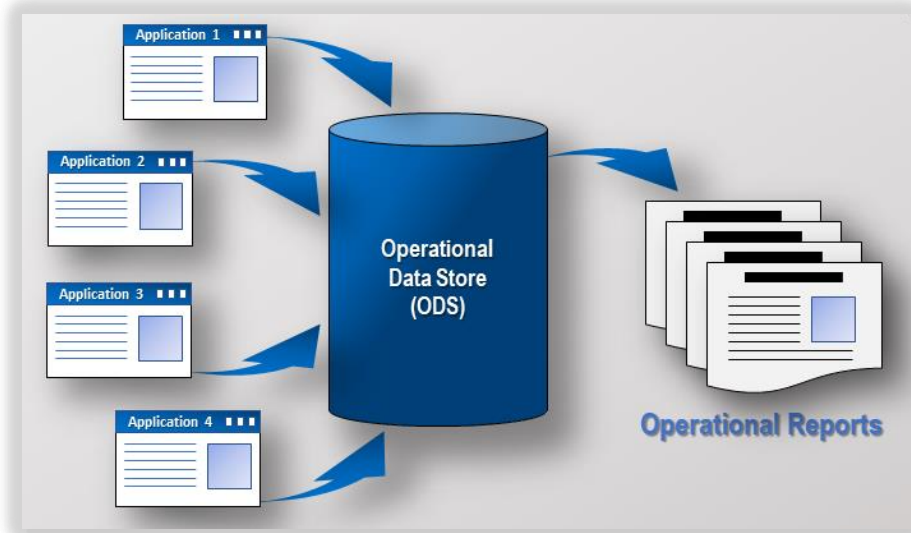 Application 1
Application 2
Application 3
Application 4
Operational
Data Store
(ODS)
Operational Reports